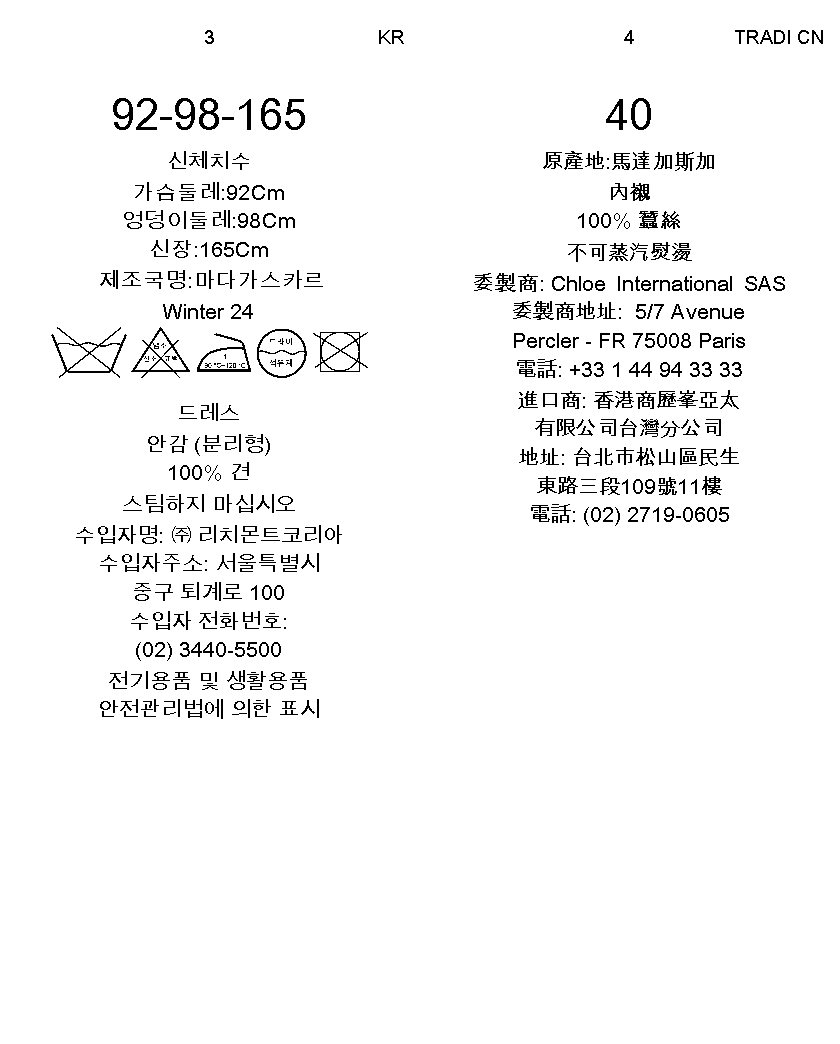 3
KR
92-98-165
신체치수
가슴둘레:92Cm
엉덩이둘레:98Cm
신장:165Cm
제조국명:마다가스카르
Winter 24
염소
산소 표백
1
90 ºC~120 ºC
드라이
석유계
드레스
안감 (분리형)
100% 견
스팀하지 마십시오
수입자명: ㈜ 리치몬트코리아
수입자주소: 서울특별시
중구 퇴계로 100
수입자 전화번호:
(02) 3440-5500
전기용품 및 생활용품
안전관리법에 의한 표시
4
TRADI CN
40
原產地:馬達加斯加
內襯
100% 蠶絲
不可蒸汽熨燙
委製商: Chloe International SAS
委製商地址: 5/7 Avenue
Percler - FR 75008 Paris
電話: +33 1 44 94 33 33
進口商: 香港商歷峯亞太
有限公司台灣分公司
地址: 台北市松山區民生
東路三段109號11樓
電話: (02) 2719-0605